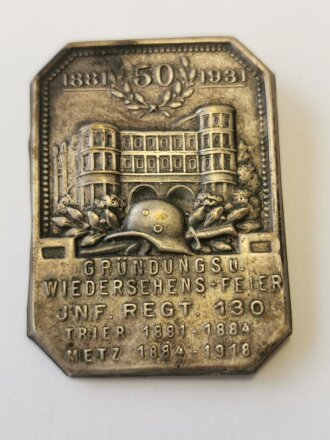 1881 50 1931
GRÜNDUNGS U.
WIEDERSEHENS-FEIER
JNF. REGT. 130
TRIER 1881-1884
METZ 1884-1918